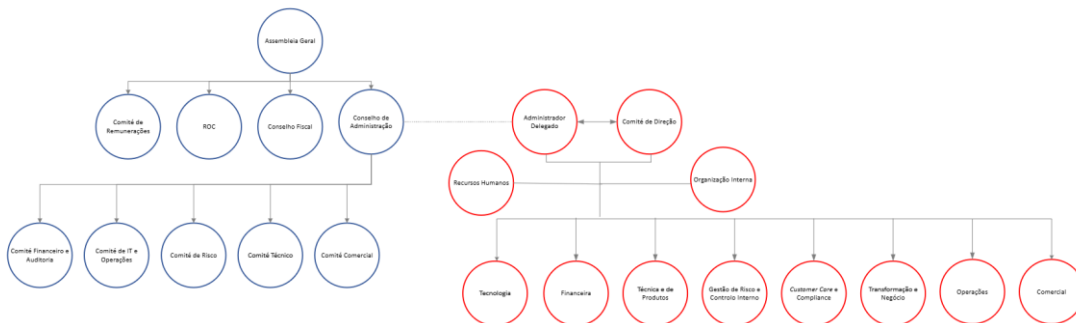 Assembleia Geral
Comité de
Remunerações
ROC
Conselho Fiscal
Conselho de
Administração
Administrador
Delegado
Comité de Direção
Recursos Humanos
Organização Interna
Comité Financeiro e
Auditoria
Comité de IT e
Operações
Comité de Risco
Comité Técnico
Comité Comercial
Tecnologia
Financeira
Técnica e de
Produtos
Gestão de Risco e
Controlo Interno
Customer Care e
Compliance
Transformação e
Negócio
Operações
Comercial